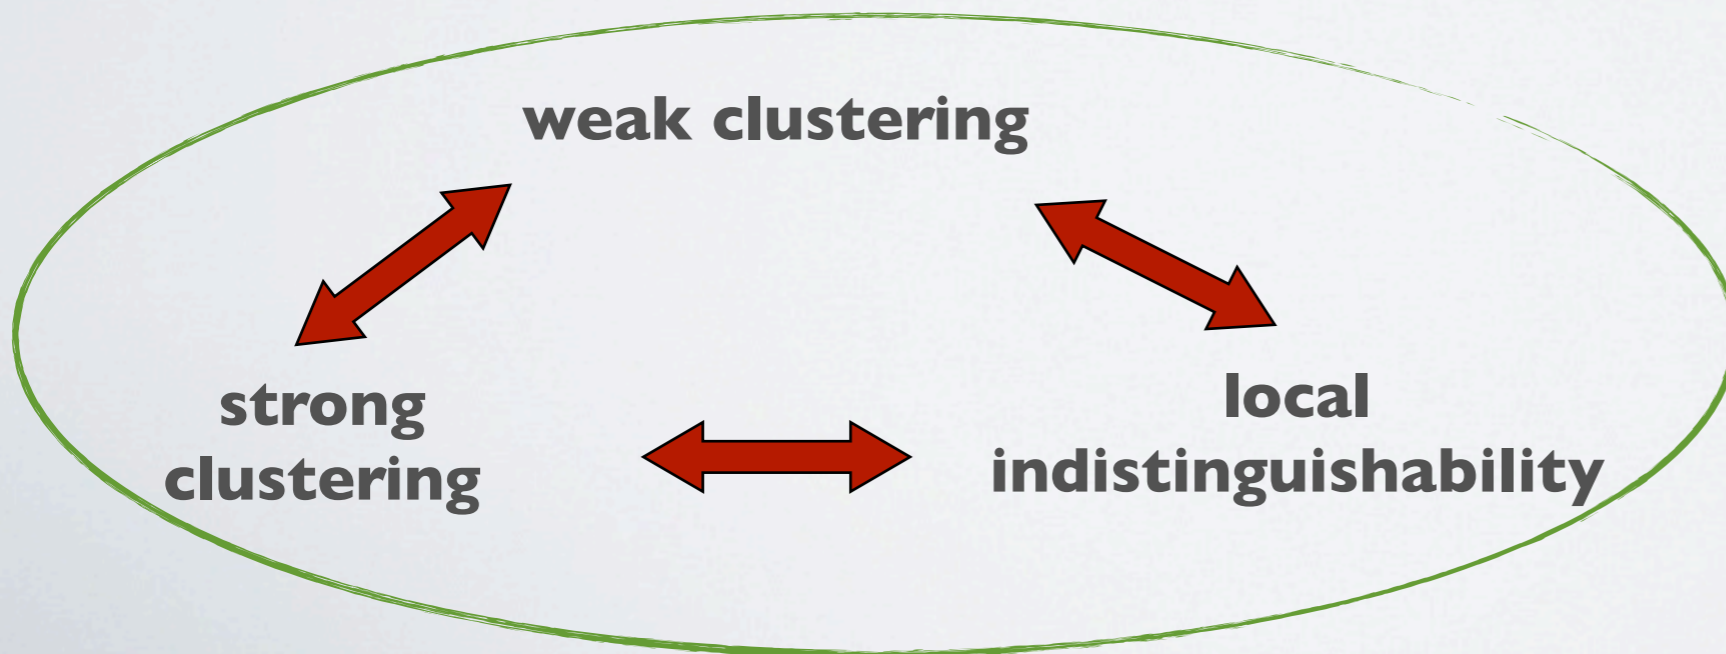 weak clustering
strong
clustering
local
indistinguishability